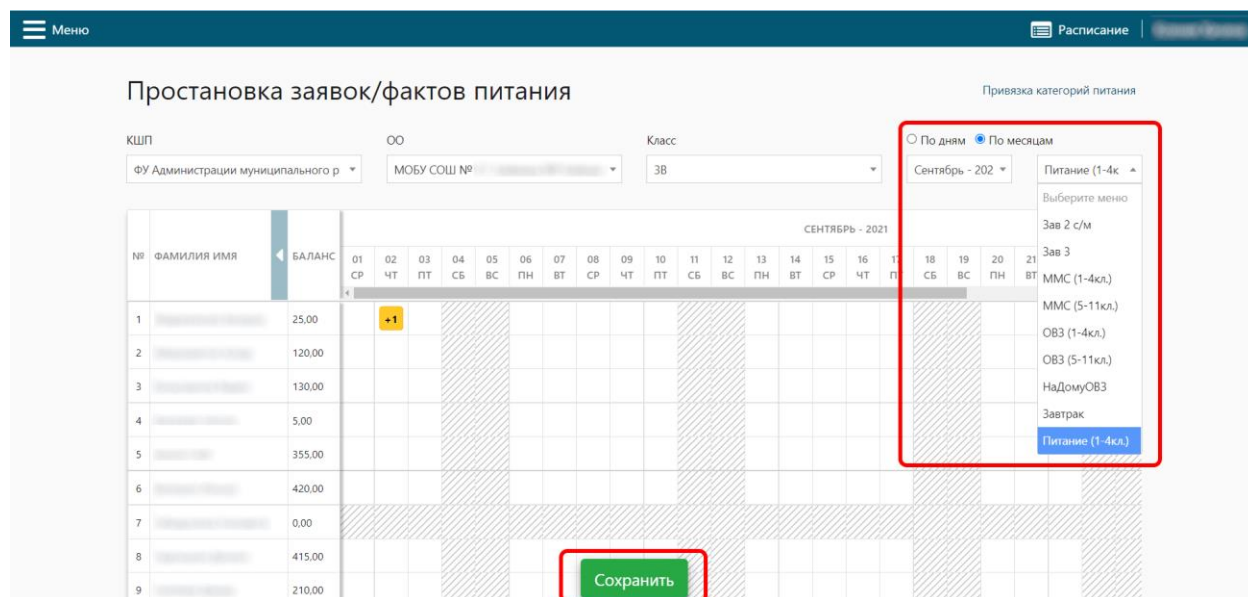 Меню Расписание
Простановка заявок/фактов питания Привязка категорий питания
КШП ОО Класс По дням По месяцам
ФУ Администрации муниципального р МОБУ СОШ № 3В Сентябрь - 202 Питание (1-4к
Выберите меню
Зав 2 с/м
Зав 3
ММС (1-4кл.)
ММС (5-11кл.)
ОВЗ (1-4кл.)
ОВЗ (5-11кл.)
НаДомуОВЗ
Завтрак
Питание (1-4кл.)
СЕНТЯБРЬ - 2021
№ ФАМИЛИЯ ИМЯ БАЛАНС
01 02 03 04 05 06 07 08 09 10 11 12 13 14 15 16 17 18 19 20 21
СР ЧТ ПТ СБ ВС ПН ВТ СР ЧТ ПТ СБ ВС ПН ВТ СР ЧТ ПТ СБ ВС ПН ВТ
1 25,00 +1
2 120,00
3 130,00
4 5,00
5 355,00
6 420,00
7 0,00
8 415,00
9 210,00
Сохранить